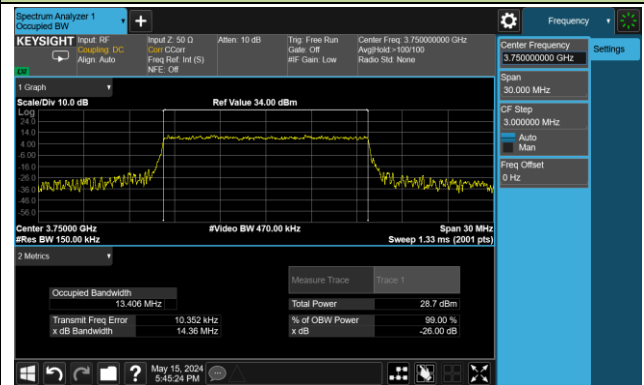 Spectrum Analyzer 1
Occupied BW
Frequency
KEYSIGHT
Input: RF
Coupling: DC
Align: Auto
Input Z: 50 Ω
Corr CCorr
Freq Ref: Int (S)
NFE: Off
Atten: 10 dB
Trig: Free Run
Gate: Off
#IF Gain: Low
Center Freq: 3.750000000 GHz
Avg|Hold:>100/100
Radio Std: None
Center Frequency
3.750000000 GHz
Settings
Span
30.000 MHz
CF Step
3.000000 MHz
Auto
Man
Freq Offset
0 Hz
1 Graph
Scale/Div 10.0 dB
Ref Value 34.00 dBm
Log
24.0
14.0
4.00
-6.00
-16.0
-26.0
-36.0
-46.0
-56.0
Center 3.75000 GHz
#Video BW 470.00 kHz
Span 30 MHz
#Res BW 150.00 kHz
Sweep 1.33 ms (2001 pts)
2 Metrics
Measure Trace
Trace 1
Occupied Bandwidth
13.406 MHz
Total Power
28.7 dBm
Transmit Freq Error
10.352 kHz
% of OBW Power
99.00 %
x dB Bandwidth
14.36 MHz
x dB
-26.00 dB
May 15, 2024
5:45:24 PM